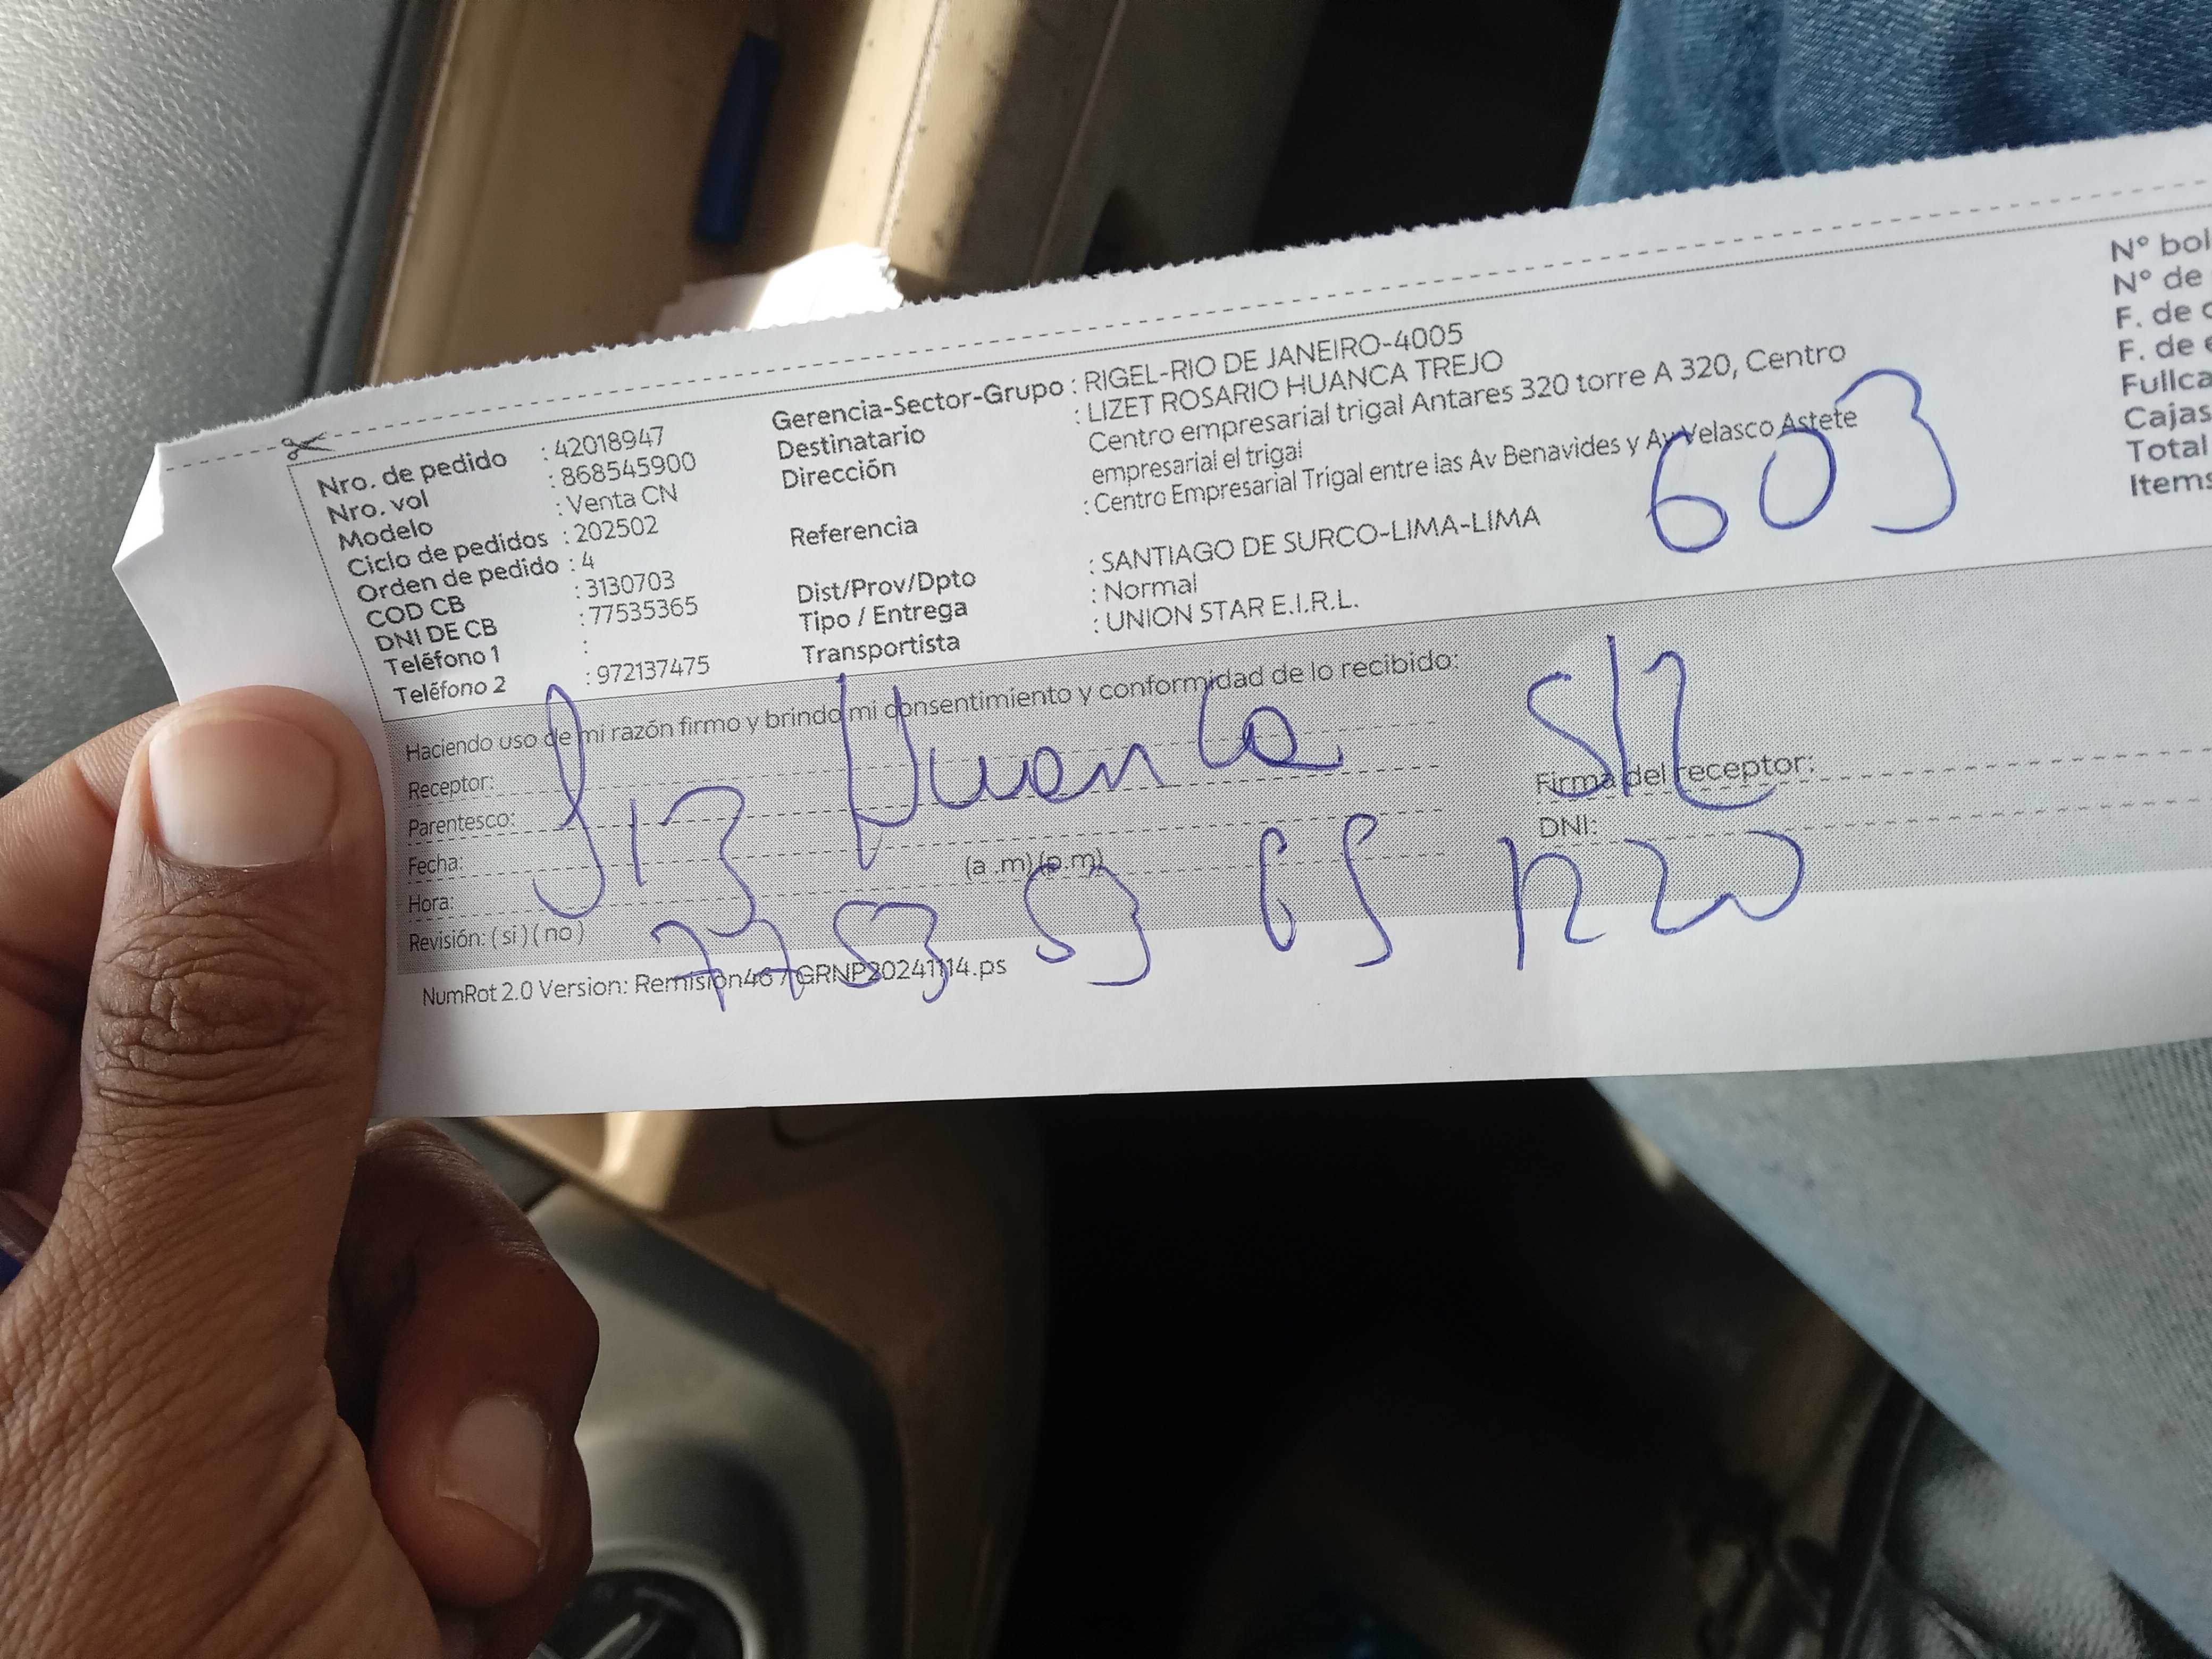 Nro. de pedido : 42018947
Nro. vol : 868545900
Modelo : Venta CN
Ciclo de pedidos : 202502
Orden de pedido : 4
COD CB : 3130703
DNI DE CB : 77535365
Teléfono 1 :
Teléfono 2 : 972137475
Gerencia-Sector-Grupo : RIGEL-RIO DE JANEIRO-4005
Destinatario : LIZET ROSARIO HUANCA TREJO
Dirección Centro empresarial trigal Antares 320 torre A 320, Centro
empresarial el trigal
Referencia : Centro Empresarial Trigal entre las Av Benavides y Av Velasco Astete
Dist/Prov/Dpto : SANTIAGO DE SURCO-LIMA-LIMA
Tipo / Entrega : Normal
Transportista : UNION STAR E.I.R.L.
603
N° bol
N° de
F. de
F. de
Fullca
Cajas
Total
Items
Haciendo uso de mi razón firmo y brindo mi consentimiento y conformidad de lo recibido:
Receptor:
Parentesco:
Fecha:
Hora: (a .m) (p.m)
Revisión: ( si ) ( no )
Firma del receptor:
DNI:
Huanca
NumRot 2.0 Version: Remision46 / GRNP20241114.ps